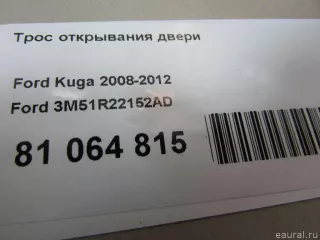 Трос открывания двери
Ford Kuga 2008-2012
Ford 3M51R22152AD
81 064 815
eaural.ru